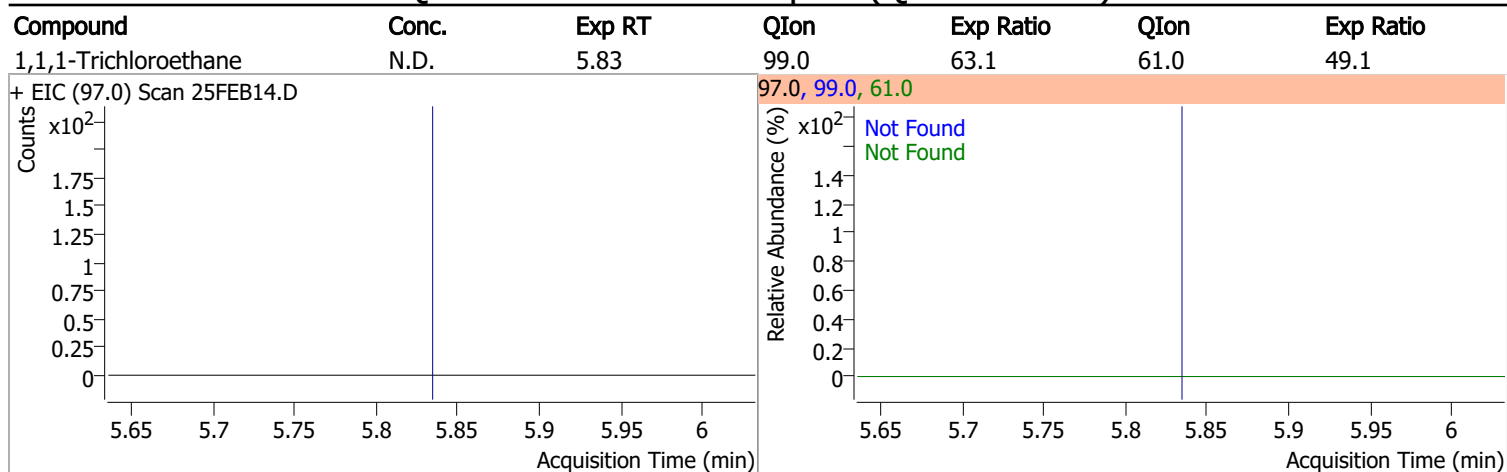 Compound Conc. Exp RT QIon Exp Ratio QIon Exp Ratio
1,1,1-Trichloroethane N.D. 5.83 99.0 63.1 61.0 49.1
+ EIC (97.0) Scan 25FEB14.D
Counts
x10²
1.75
1.5
1.25
1
0.75
0.5
0.25
0
5.65 5.7 5.75 5.8 5.85 5.9 5.95 6
Acquisition Time (min)
97.0, 99.0, 61.0
Relative Abundance (%)
x10²
Not Found
Not Found
1.4
1.2
1
0.8
0.6
0.4
0.2
0
5.65 5.7 5.75 5.8 5.85 5.9 5.95 6
Acquisition Time (min)